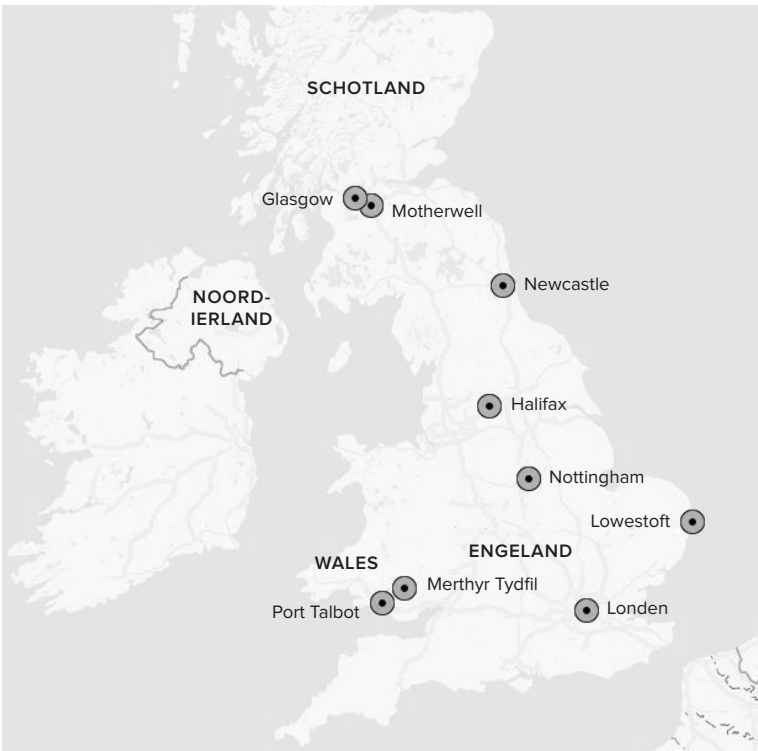 SCHOTLAND
Glasgow
Motherwell
Newcastle
NOORD-
IERLAND
Halifax
Nottingham
Lowestoft
ENGELAND
WALES
Merthyr Tydfil
Port Talbot
Londen